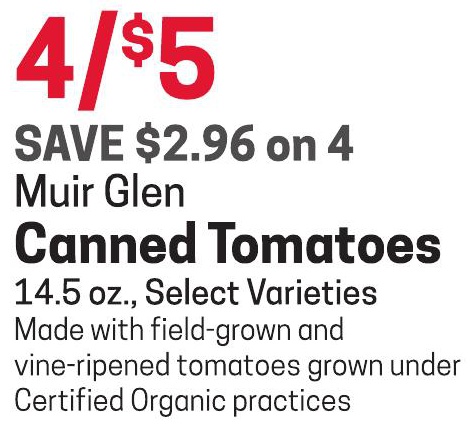 4/$5
SAVE $2.96 on 4
Muir Glen
Canned Tomatoes
14.5 oz., Select Varieties
Made with field-grown and
vine-ripened tomatoes grown under
Certified Organic practices